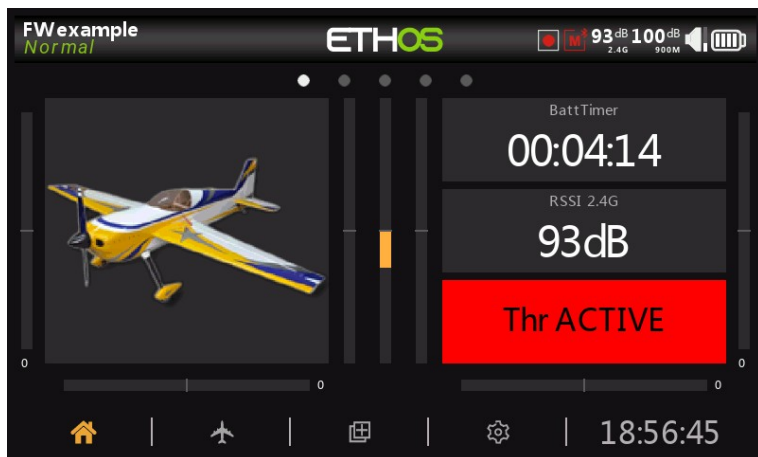 FWexample
Normal
ETHOS
M
93dB
2.4G
100dB
900M
BattTimer
00:04:14
RSSI 2.4G
93dB
Thr ACTIVE
0
0
0
0
18:56:45